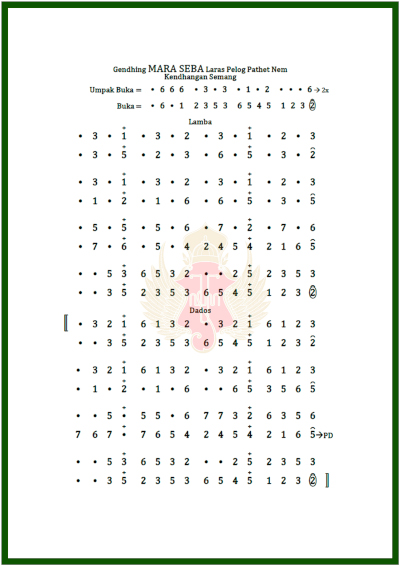 Gendhing MARA SEBA Laras Pelog Pathet Nem
Kendhangan Semang
Umpak Buka = • 6 6 6 • 3 • 3 • 1 • 2 • • • 6 → 2x
Buka = • 6 • 1 2 3 5 3 6 5 4 5 1 2 3 ②
Lamba
+ +
• 3 • 1 • 3 • 2 • 3 • 1 • 2 • 3
+ + ⌢
• 3 • 5 • 2 • 3 • 6 • 5 • 3 • 2
+ +
• 3 • 1 • 3 • 2 • 3 • 1 • 2 • 3
+ + ⌢
• 1 • 2 • 1 • 6 • 6 • 5 • 3 • 5
+ +
• 5 • 5 • 5 • 6 • 7 • 2 • 7 • 6
+ + ⌢
• 7 • 6 • 5 • 4 2 4 5 4 2 1 6 5
+ +
• • 5 3 6 5 3 2 • • 2 5 2 3 5 3
+ +
• • 3 5 2 3 5 3 6 5 4 5 1 2 3 ②
Dados
+ +
[ • 3 2 1 6 1 3 2 • 3 2 1 6 1 2 3
+ + ⌢
• • 3 5 2 3 5 3 6 5 4 5 1 2 3 2
+ +
• 3 2 1 6 1 3 2 • 3 2 1 6 1 2 3
+ + ⌢
• 1 • 2 • 1 • 6 • • 6 5 3 5 6 5
+ +
• • 5 • 5 5 • 6 7 7 3 2 6 3 5 6
+ + ⌢
7 6 7 • 7 6 5 4 2 4 5 4 2 1 6 5 → PD
+ +
• • 5 3 6 5 3 2 • • 2 5 2 3 5 3
+ +
• • 3 5 2 3 5 3 6 5 4 5 1 2 3 ② ]